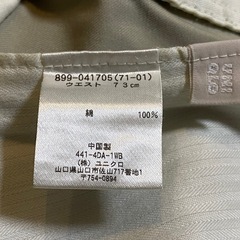 899-041705(71-01)
ウエスト 73cm
綿 100%
中国製
441-4DA-1WB
(株) ユニクロ
山口県山口市佐山717番地1
〒754-0894